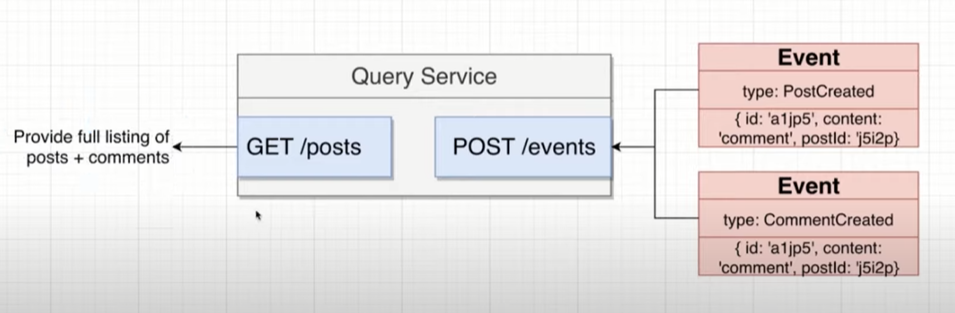 Query Service
GET /posts
POST /events
Provide full listing of
posts + comments
Event
type: PostCreated
{ id: 'a1jp5', content:
'comment', postId: 'j5i2p}
Event
type: CommentCreated
{ id: 'a1jp5', content:
'comment', postId: 'j5i2p}